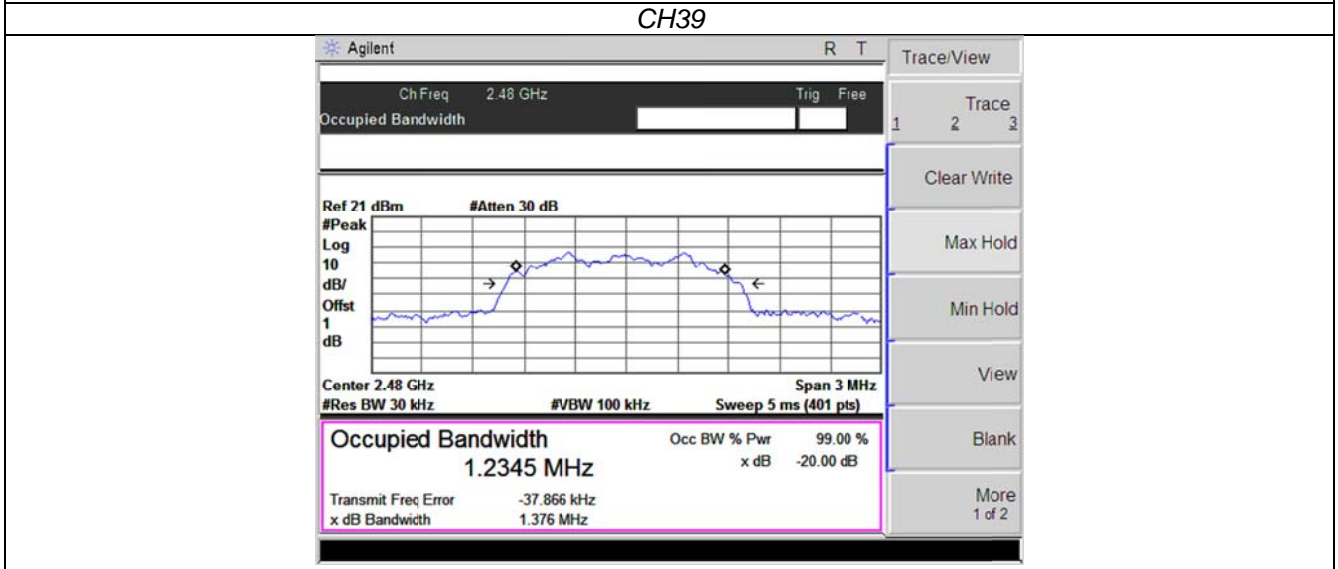 CH39
Agilent R T
Ch Freq 2.48 GHz Trig Free
Occupied Bandwidth
Ref 21 dBm #Atten 30 dB
#Peak
Log
10
dB/
Offst
1
dB
Center 2.48 GHz Span 3 MHz
#Res BW 30 kHz #VBW 100 kHz Sweep 5 ms (401 pts)
Occupied Bandwidth Occ BW % Pwr 99.00 %
1.2345 MHz x dB -20.00 dB
Transmit Freq Error -37.866 kHz
x dB Bandwidth 1.376 MHz
Trace/View
Trace
1 2 3
Clear Write
Max Hold
Min Hold
View
Blank
More
1 of 2